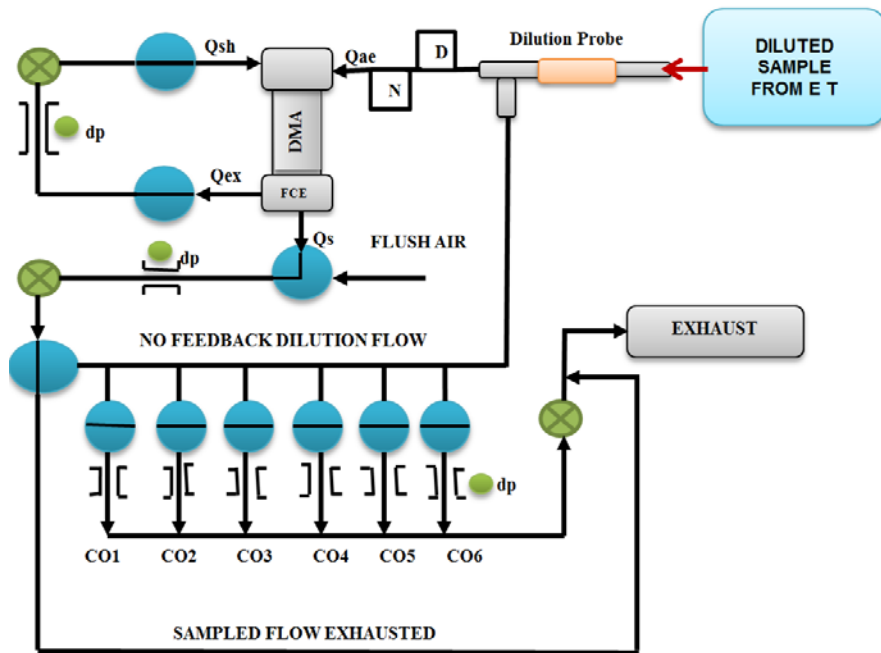 Qsh
Qae
D
N
Dilution Probe
DILUTED
SAMPLE
FROM E T
dp
DMA
Qex
FCE
Qs
dp
FLUSH AIR
NO FEEDBACK DILUTION FLOW
EXHAUST
dp
CO1 CO2 CO3 CO4 CO5 CO6
SAMPLED FLOW EXHAUSTED